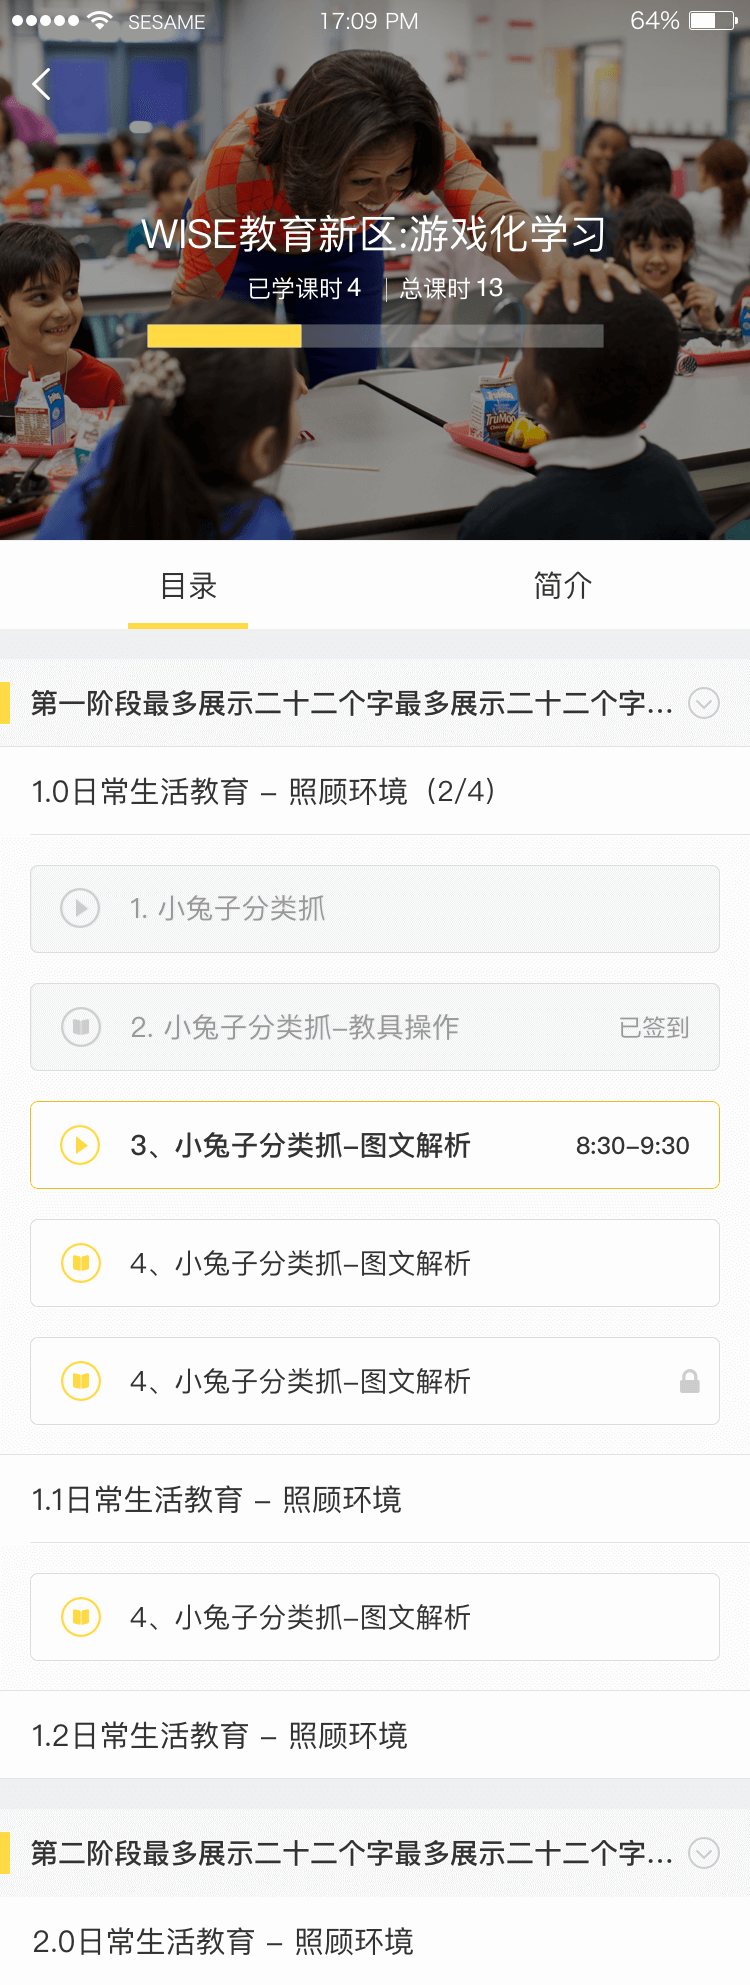 SESAME 17:09 PM 64%
WISE教育新区:游戏化学习
已学课时4 | 总课时13
TruMoo
目录 简介
第一阶段最多展示二十二个字最多展示二十二个字...
1.0日常生活教育 – 照顾环境（2/4）
1. 小兔子分类抓
2. 小兔子分类抓–教具操作 已签到
3、小兔子分类抓–图文解析 8:30–9:30
4、小兔子分类抓–图文解析
4、小兔子分类抓–图文解析
1.1日常生活教育 – 照顾环境
4、小兔子分类抓–图文解析
1.2日常生活教育 – 照顾环境
第二阶段最多展示二十二个字最多展示二十二个字...
2.0日常生活教育 – 照顾环境